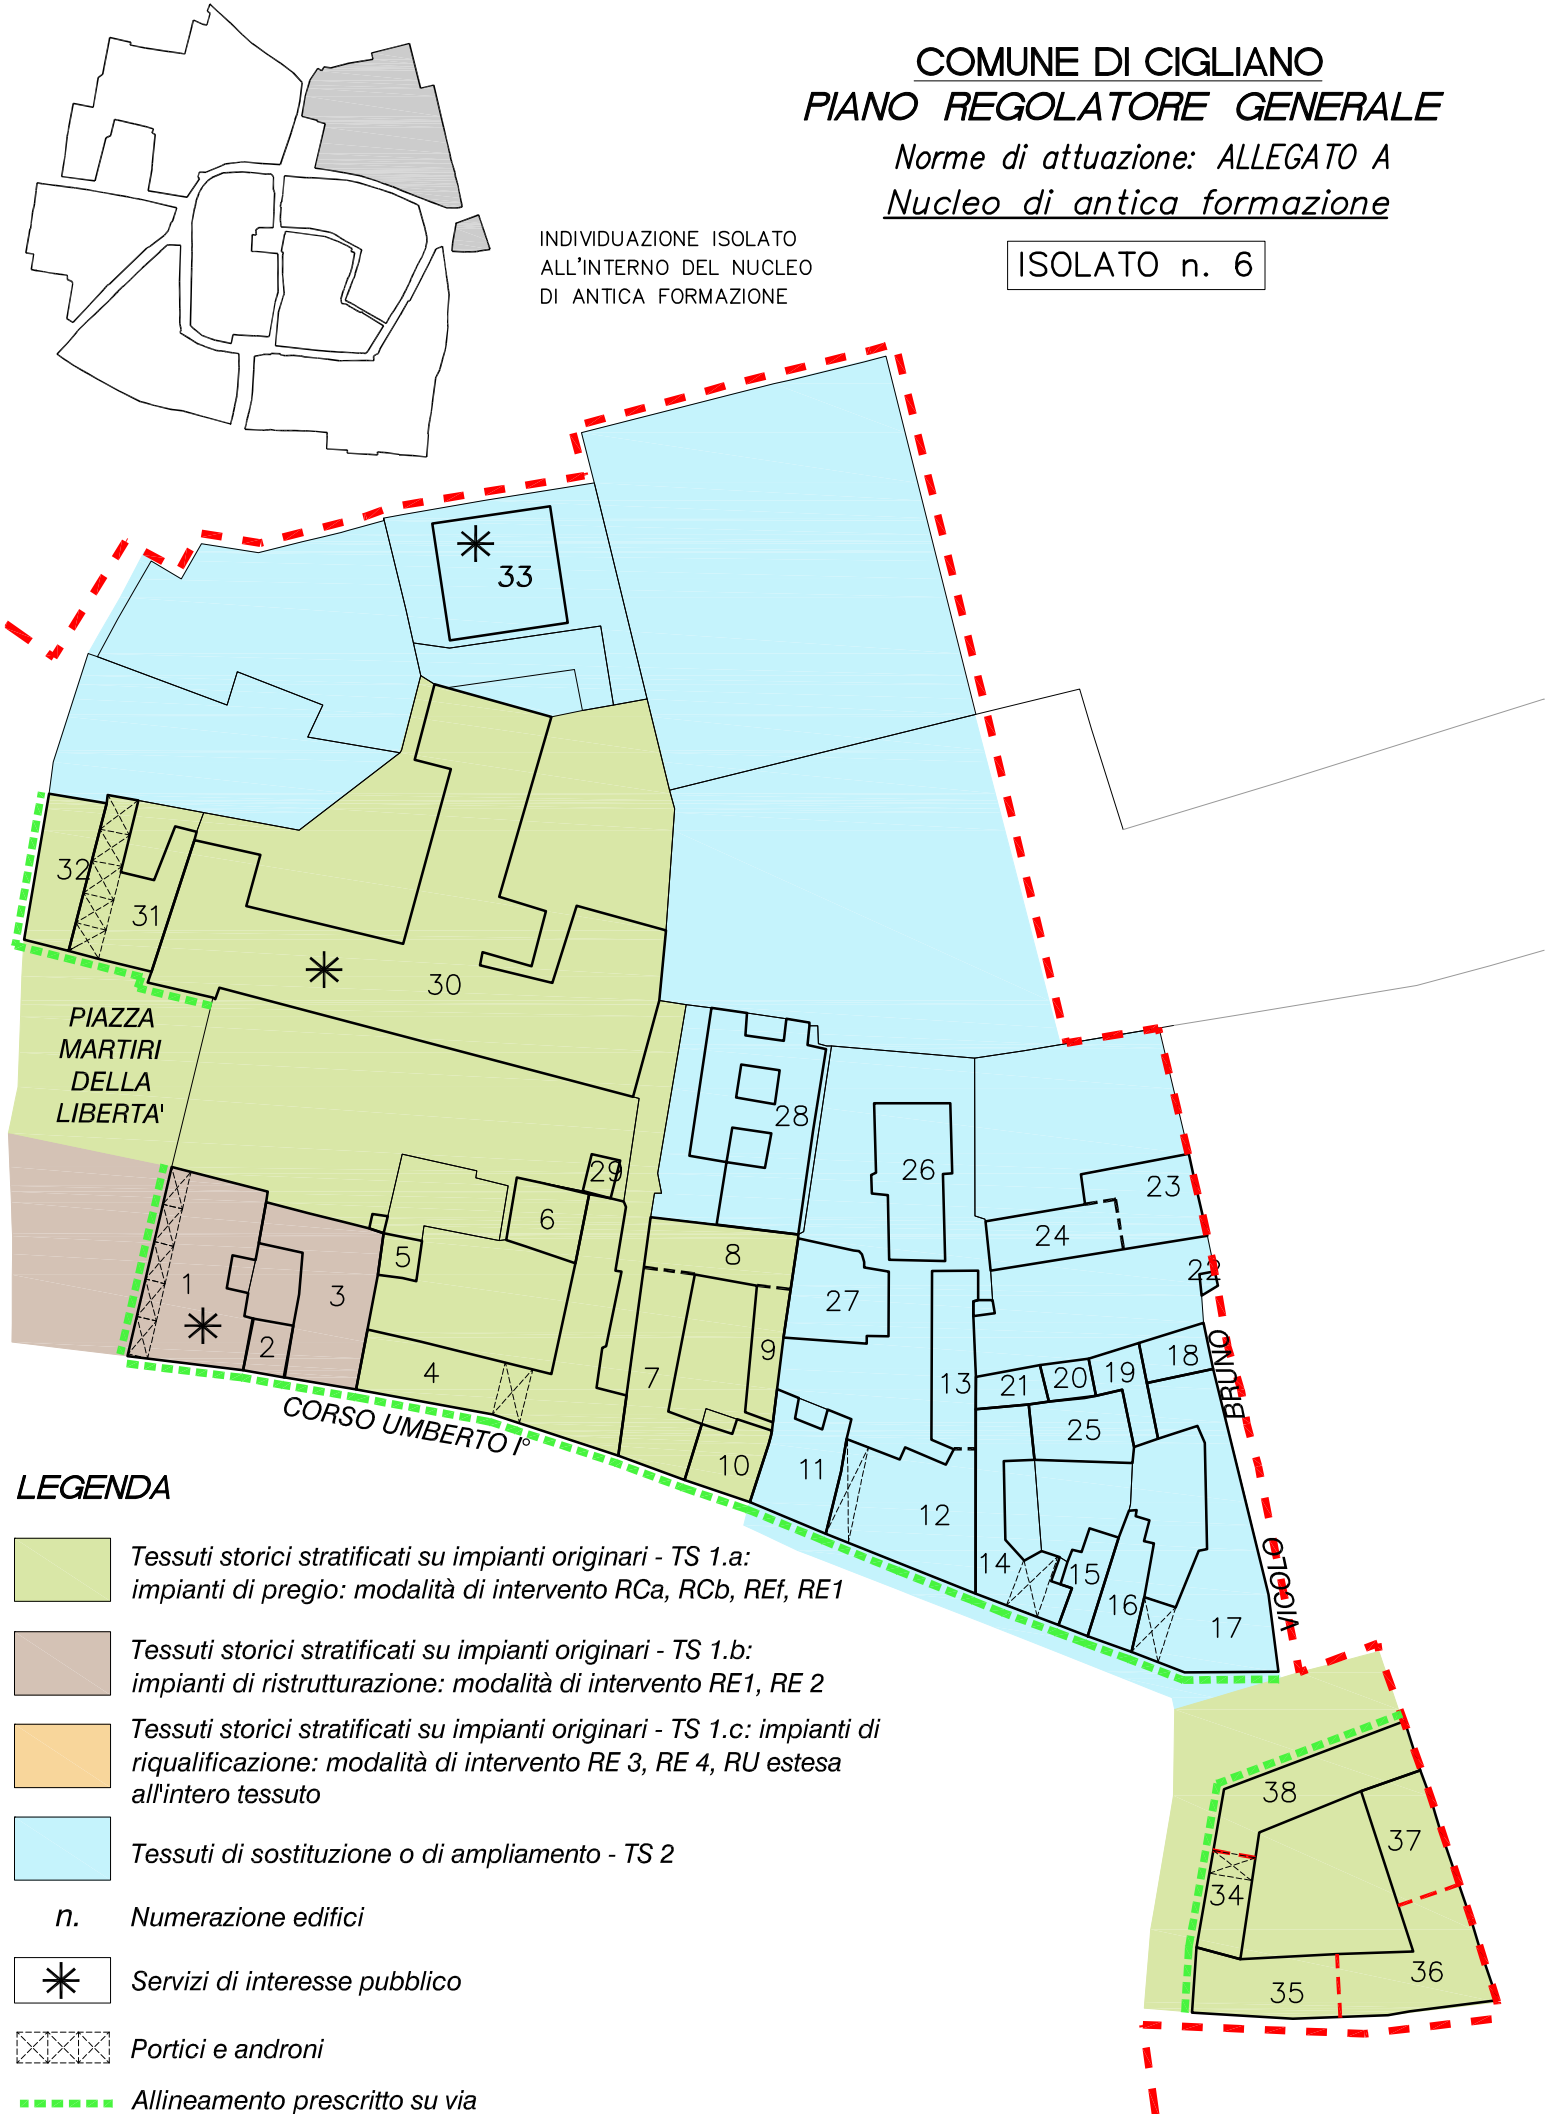 COMUNE DI CIGLIANO
PIANO REGOLATORE GENERALE
Norme di attuazione: ALLEGATO A
Nucleo di antica formazione
ISOLATO n. 6
INDIVIDUAZIONE ISOLATO
ALL'INTERNO DEL NUCLEO
DI ANTICA FORMAZIONE
33
32
31
30
PIAZZA
MARTIRI
DELLA
LIBERTA'
28
29
26
23
24
22
6
5
8
1
3
2
4
27
7
9
13
21
20
19
18
25
10
11
12
14
15
16
17
CORSO UMBERTO I°
VICOLO BRUNO
38
37
34
35
36
LEGENDA
Tessuti storici stratificati su impianti originari - TS 1.a:
impianti di pregio: modalità di intervento RCa, RCb, REf, RE1
Tessuti storici stratificati su impianti originari - TS 1.b:
impianti di ristrutturazione: modalità di intervento RE1, RE 2
Tessuti storici stratificati su impianti originari - TS 1.c: impianti di
riqualificazione: modalità di intervento RE 3, RE 4, RU estesa
all'intero tessuto
Tessuti di sostituzione o di ampliamento - TS 2
n. Numerazione edifici
Servizi di interesse pubblico
Portici e androni
Allineamento prescritto su via